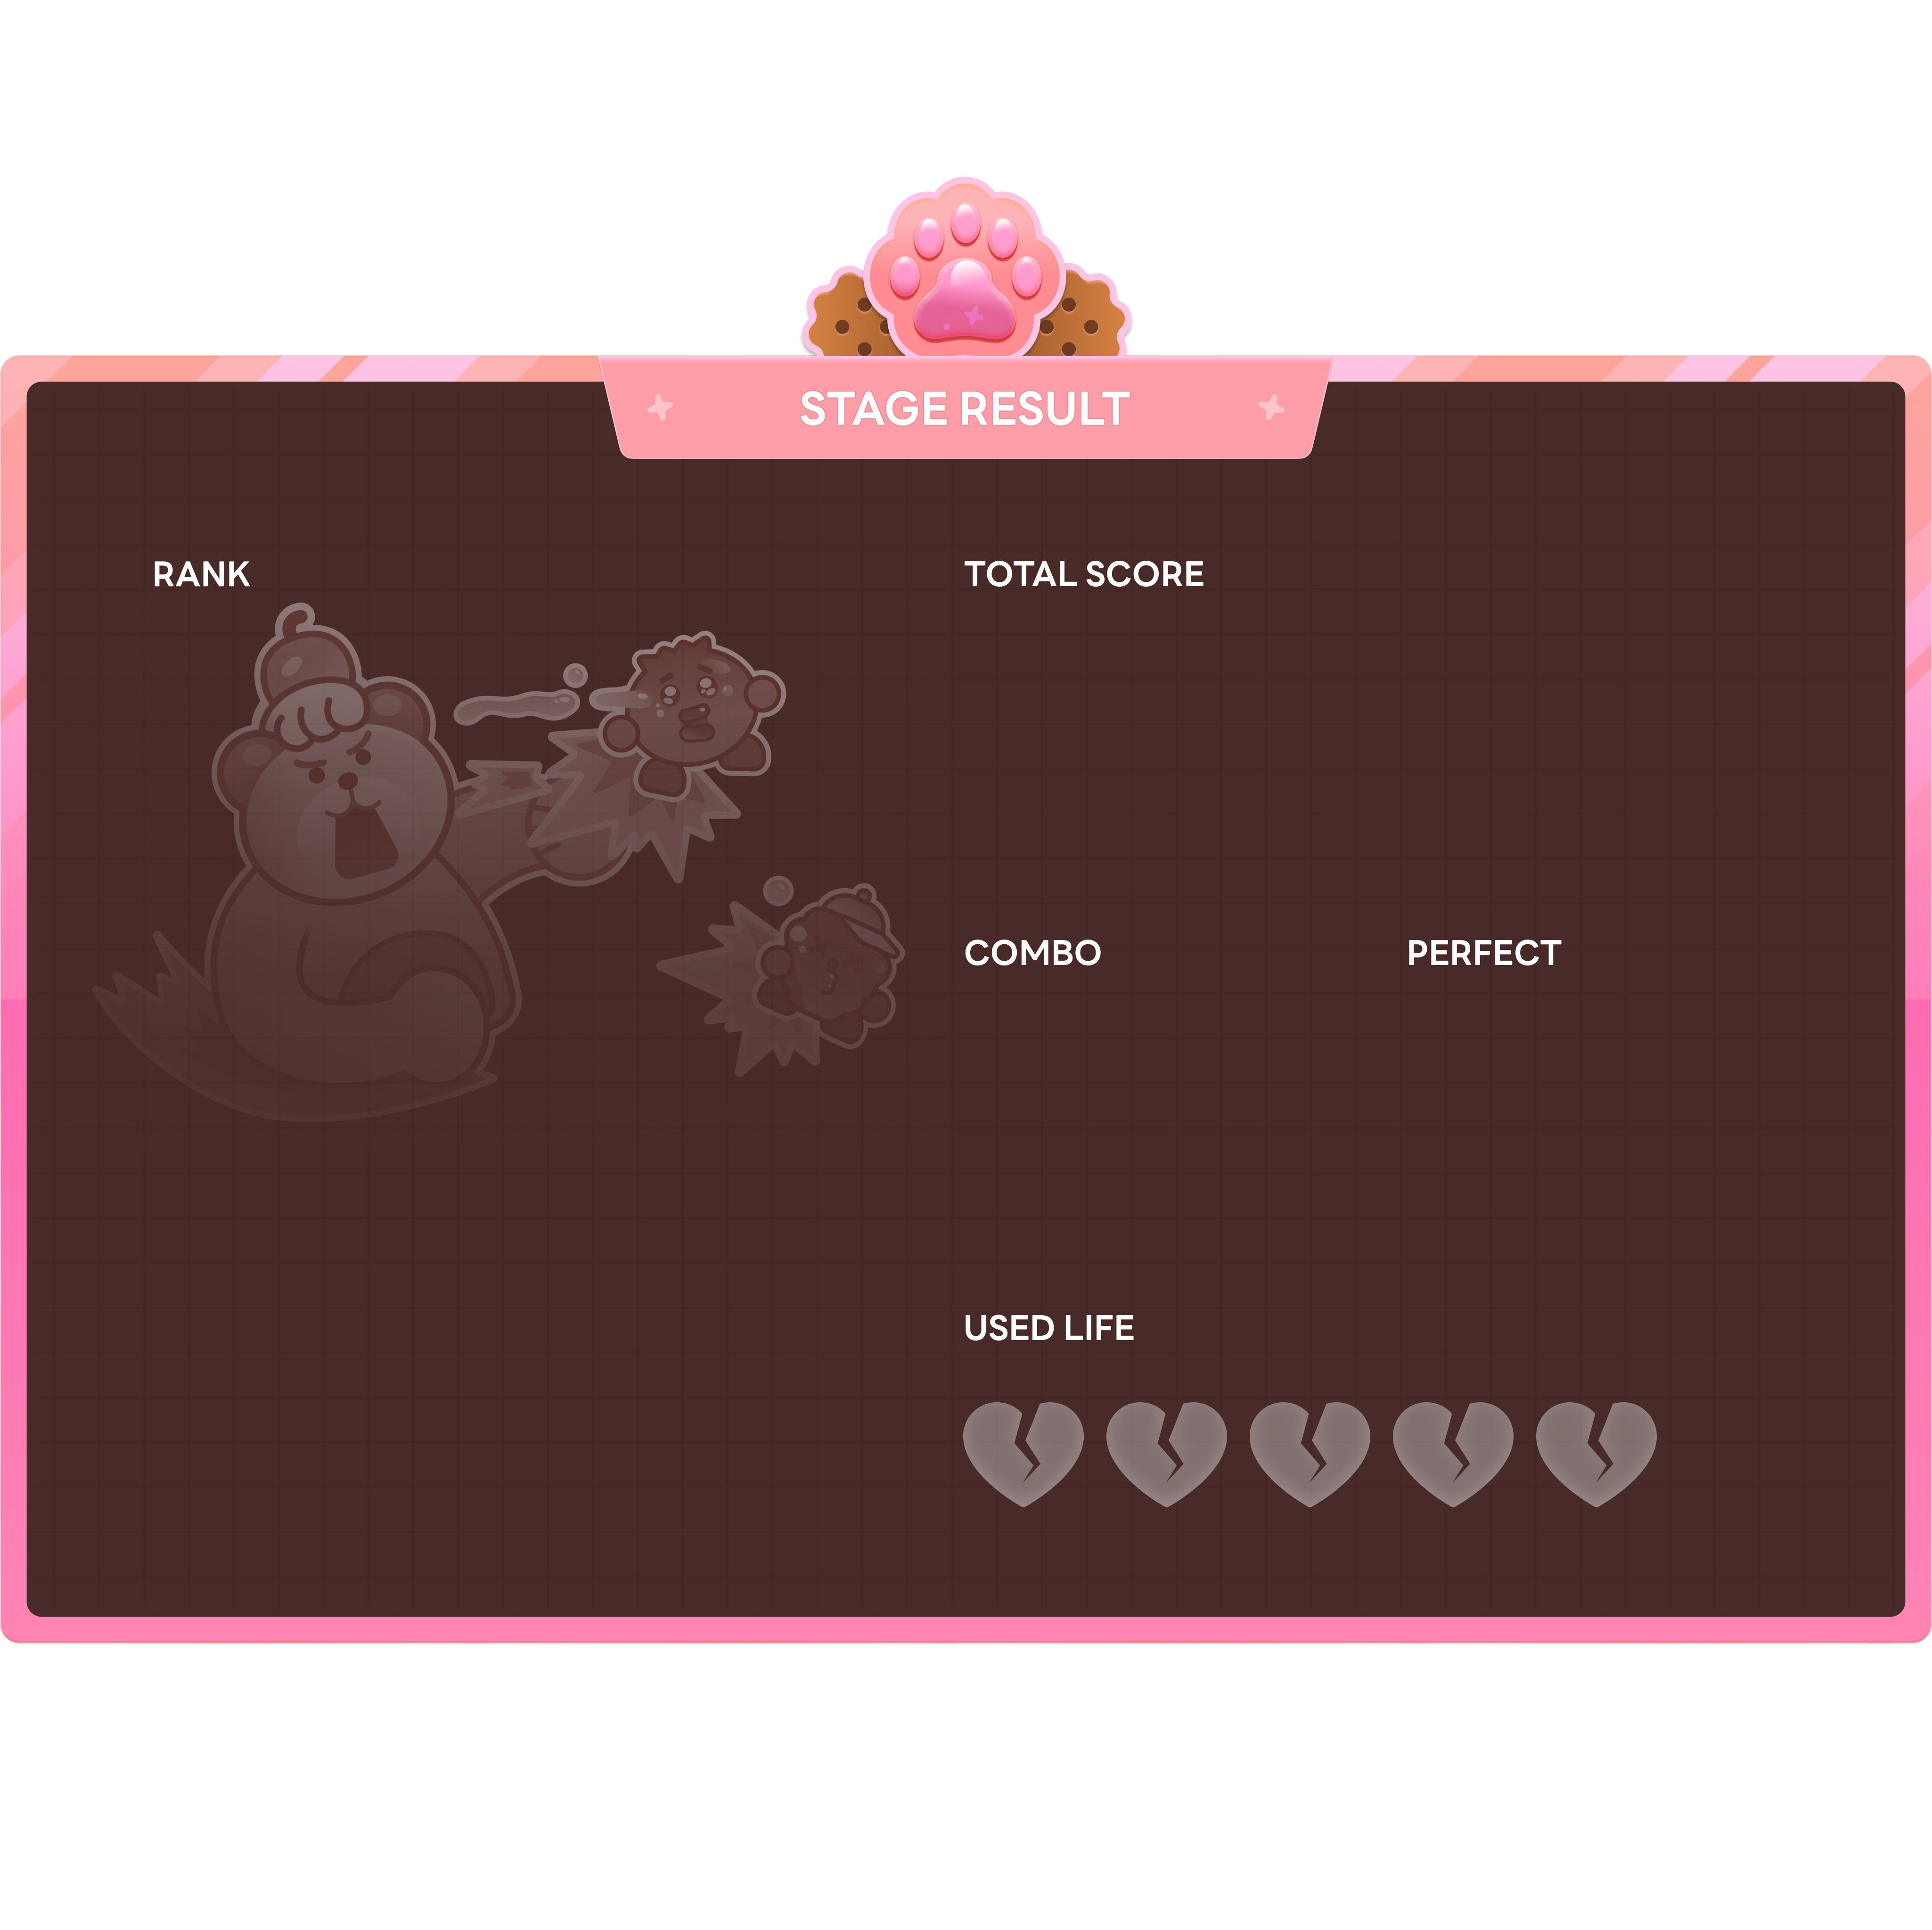 STAGE RESULT
RANK
TOTAL SCORE
COMBO
PERFECT
USED LIFE